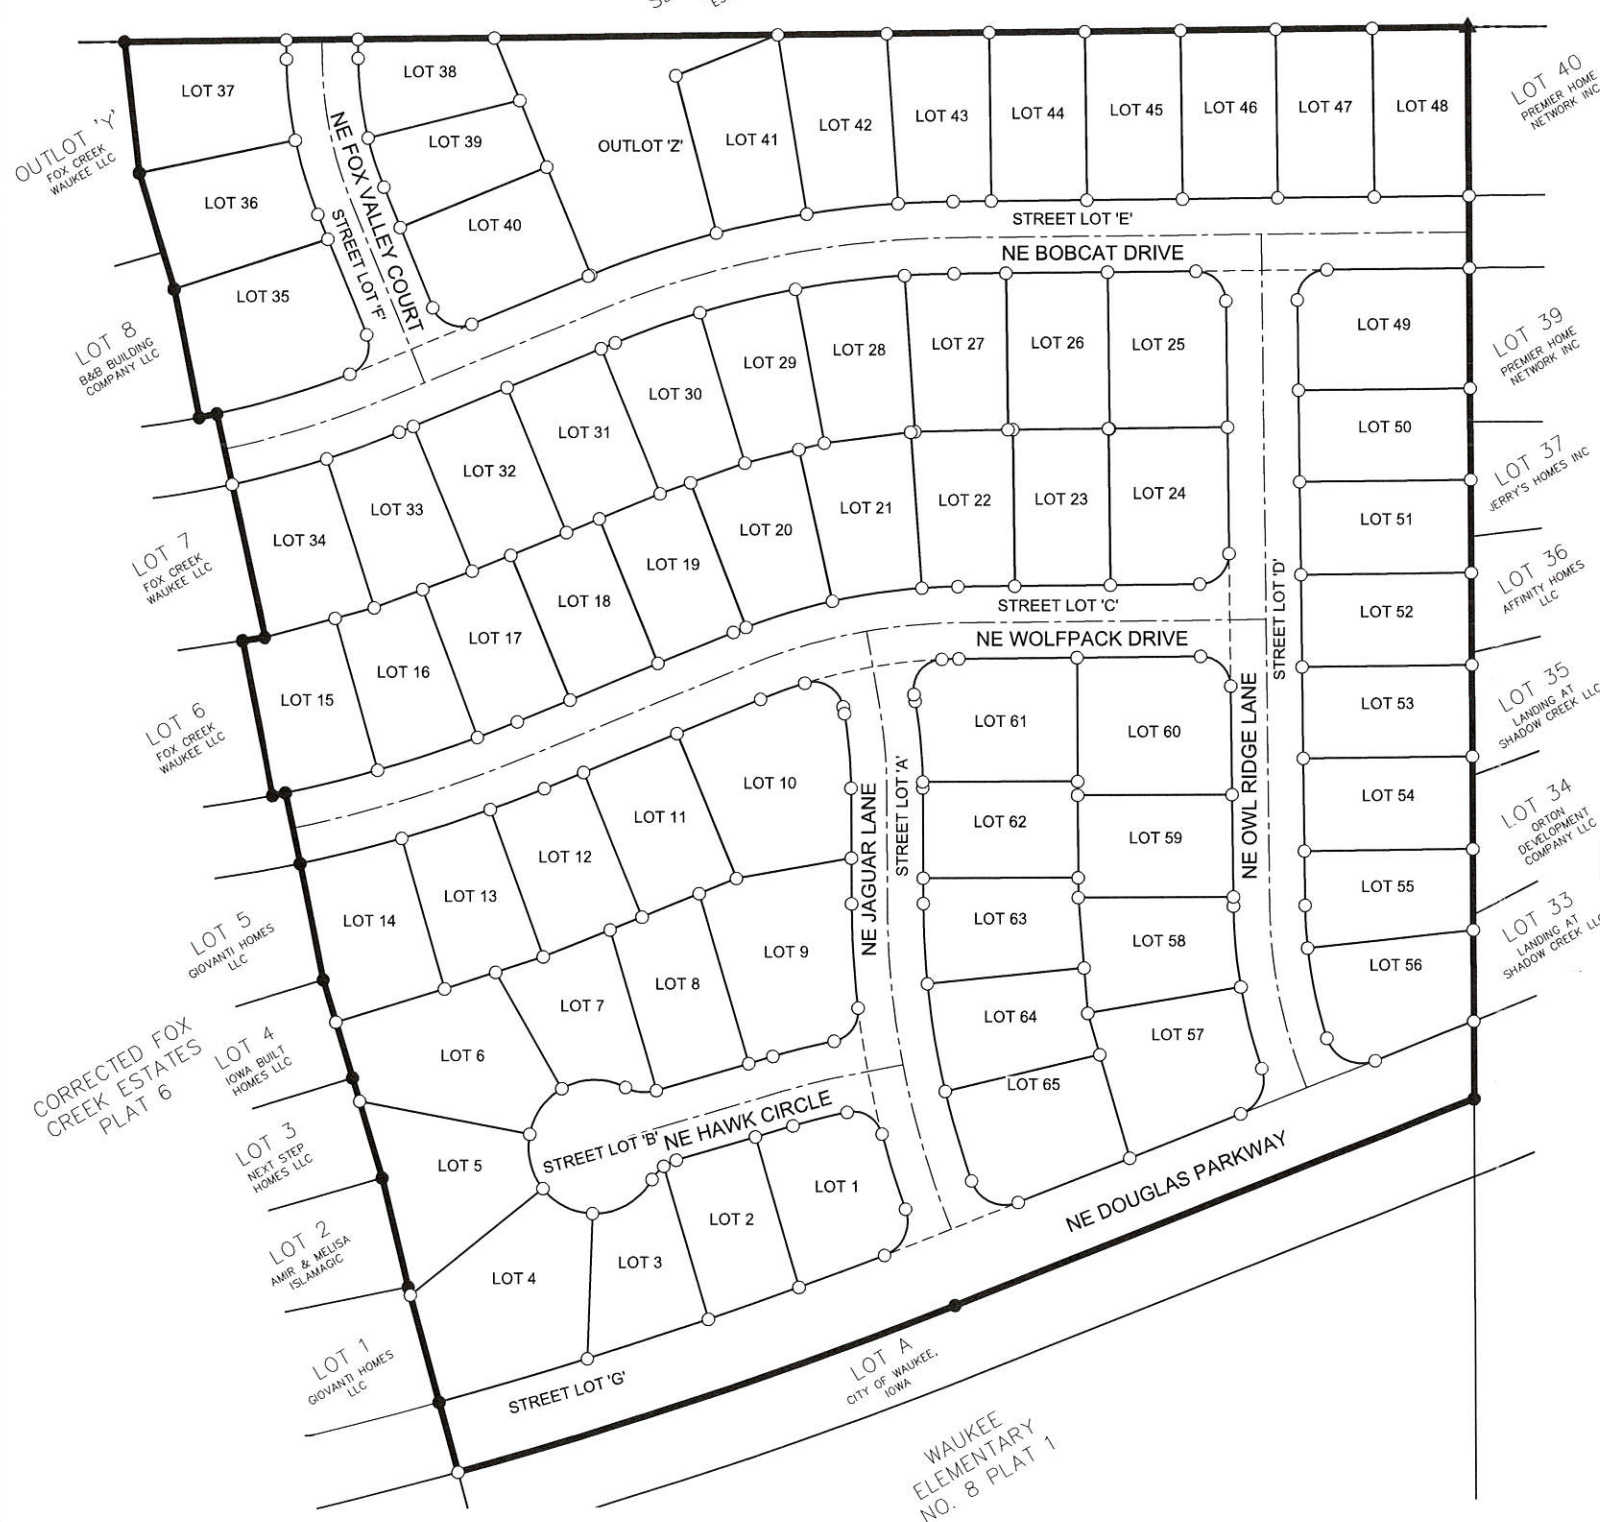 LOT 37
LOT 38
LOT 36
LOT 39
LOT 35
LOT 40
NE FOX VALLEY COURT
STREET LOT 'F'
OUTLOT 'Z'
LOT 41
LOT 42
LOT 43
LOT 44
LOT 45
LOT 46
LOT 47
LOT 48
STREET LOT 'E'
NE BOBCAT DRIVE
LOT 34
LOT 33
LOT 32
LOT 31
LOT 30
LOT 29
LOT 28
LOT 27
LOT 26
LOT 25
LOT 15
LOT 16
LOT 17
LOT 18
LOT 19
LOT 20
LOT 21
LOT 22
LOT 23
LOT 24
STREET LOT 'C'
NE WOLFPACK DRIVE
STREET LOT 'D'
NE OWL RIDGE LANE
LOT 49
LOT 50
LOT 51
LOT 52
LOT 53
LOT 54
LOT 55
LOT 56
LOT 14
LOT 13
LOT 12
LOT 11
LOT 10
LOT 6
LOT 7
LOT 8
LOT 9
NE JAGUAR LANE
STREET LOT 'A'
LOT 61
LOT 60
LOT 62
LOT 59
LOT 63
LOT 58
LOT 64
LOT 57
LOT 65
LOT 5
STREET LOT 'B'
NE HAWK CIRCLE
LOT 4
LOT 3
LOT 2
LOT 1
NE DOUGLAS PARKWAY
STREET LOT 'G'
OUTLOT 'Y'
FOX CREEK
WAUKEE LLC
LOT 8
B&B BUILDING
COMPANY LLC
LOT 7
FOX CREEK
WAUKEE LLC
LOT 6
FOX CREEK
WAUKEE LLC
LOT 5
GIOVANTI HOMES
LLC
CORRECTED FOX
CREEK ESTATES
PLAT 6
LOT 4
IOWA BUILT
HOMES LLC
LOT 3
NEXT STEP
HOMES LLC
LOT 2
AMIR & MELISA
ISLAMAGIC
LOT 1
GIOVANTI HOMES
LLC
LOT 40
PREMIER HOME
NETWORK INC
LOT 39
PREMIER HOME
NETWORK INC
LOT 37
JERRY'S HOMES INC
LOT 36
AFFINITY HOMES
LLC
LOT 35
LANDING AT
SHADOW CREEK LLC
LOT 34
ORTON
DEVELOPMENT
COMPANY LLC
LOT 33
LANDING AT
SHADOW CREEK LLC
LOT A
CITY OF WAUKEE,
IOWA
WAUKEE
ELEMENTARY
NO. 8 PLAT 1